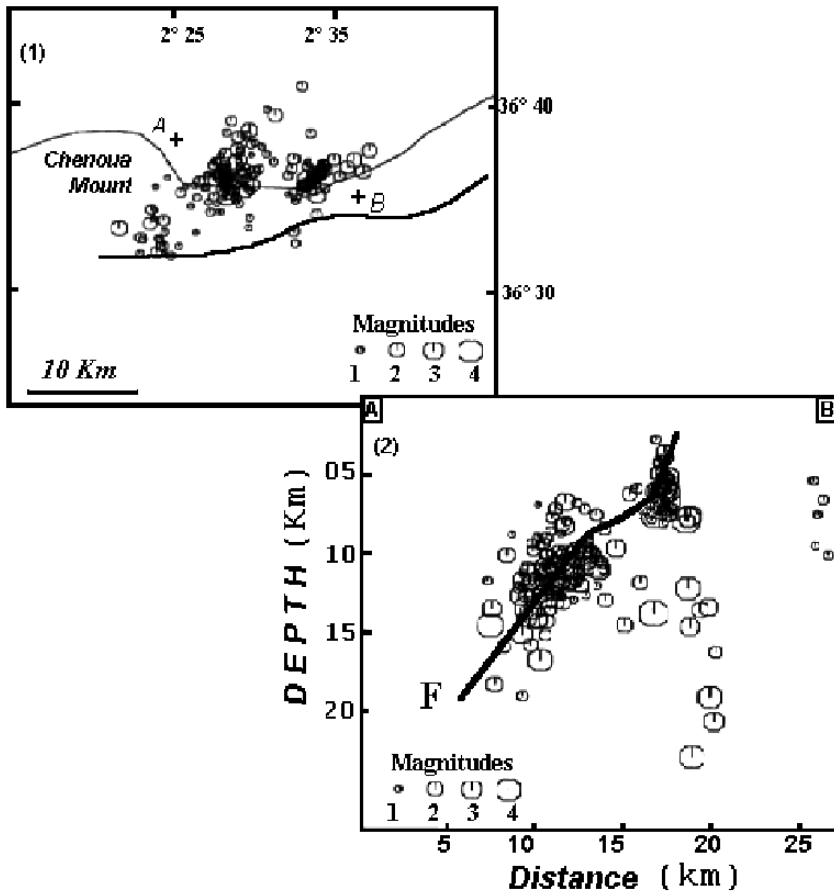 2° 25 2° 35
(1)
36° 40
A
Chenoua
Mount
B
36° 30
Magnitudes
1 2 3 4
10 Km
A B
(2)
05
10
15
20
DEPTH (Km)
F
Magnitudes
1 2 3 4
5 10 15 20 25
Distance (km)